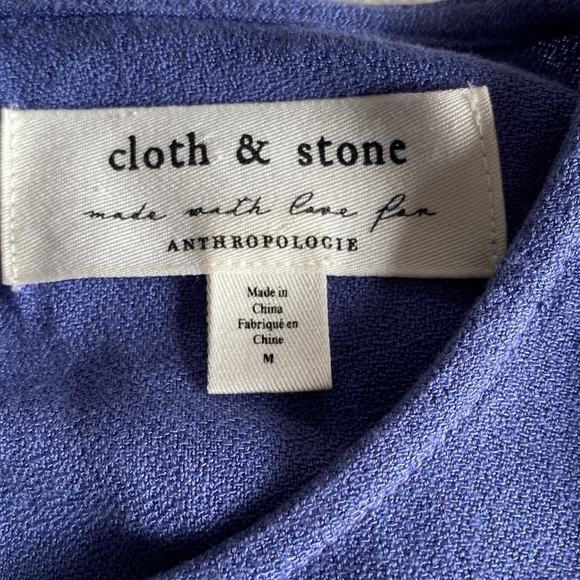 cloth & stone
made with love for
ANTHROPOLOGIE
Made in
China
Fabriqué en
Chine
M